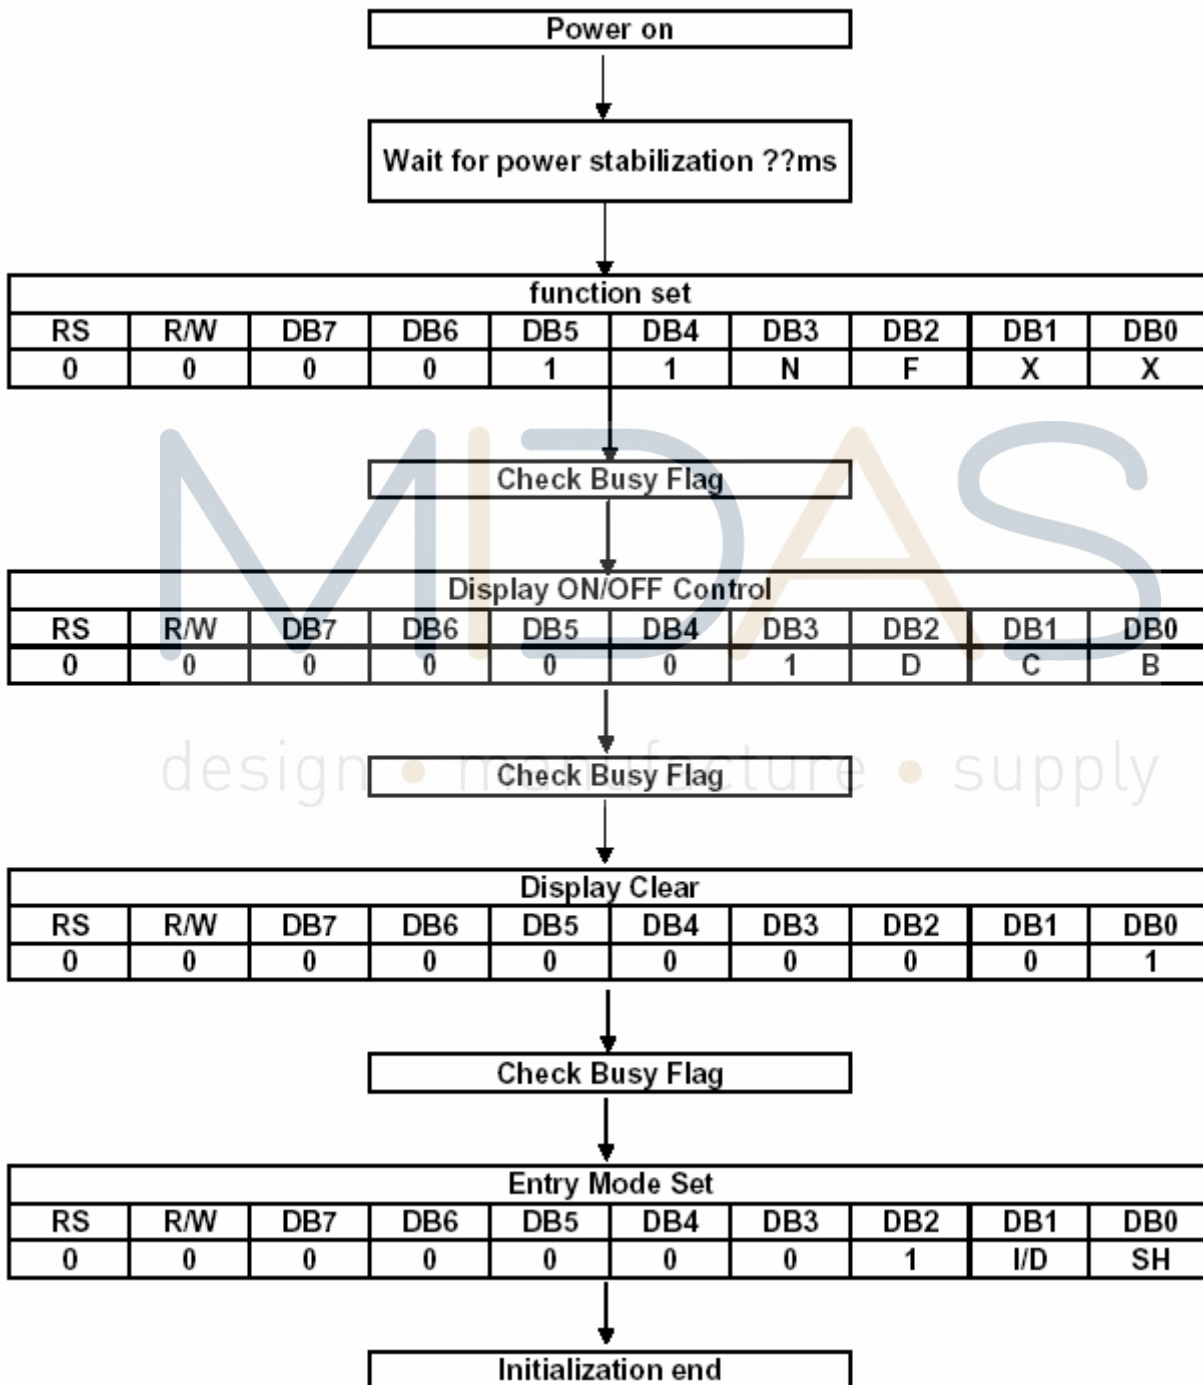 Power on
Wait for power stabilization ??ms
function set
RS R/W DB7 DB6 DB5 DB4 DB3 DB2 DB1 DB0
0 0 0 0 1 1 N F X X
Check Busy Flag
Display ON/OFF Control
RS R/W DB7 DB6 DB5 DB4 DB3 DB2 DB1 DB0
0 0 0 0 0 0 1 D C B
MIDAS
Check Busy Flag
design • manufacture • supply
Display Clear
RS R/W DB7 DB6 DB5 DB4 DB3 DB2 DB1 DB0
0 0 0 0 0 0 0 0 0 1
Check Busy Flag
Entry Mode Set
RS R/W DB7 DB6 DB5 DB4 DB3 DB2 DB1 DB0
0 0 0 0 0 0 0 1 I/D SH
Initialization end